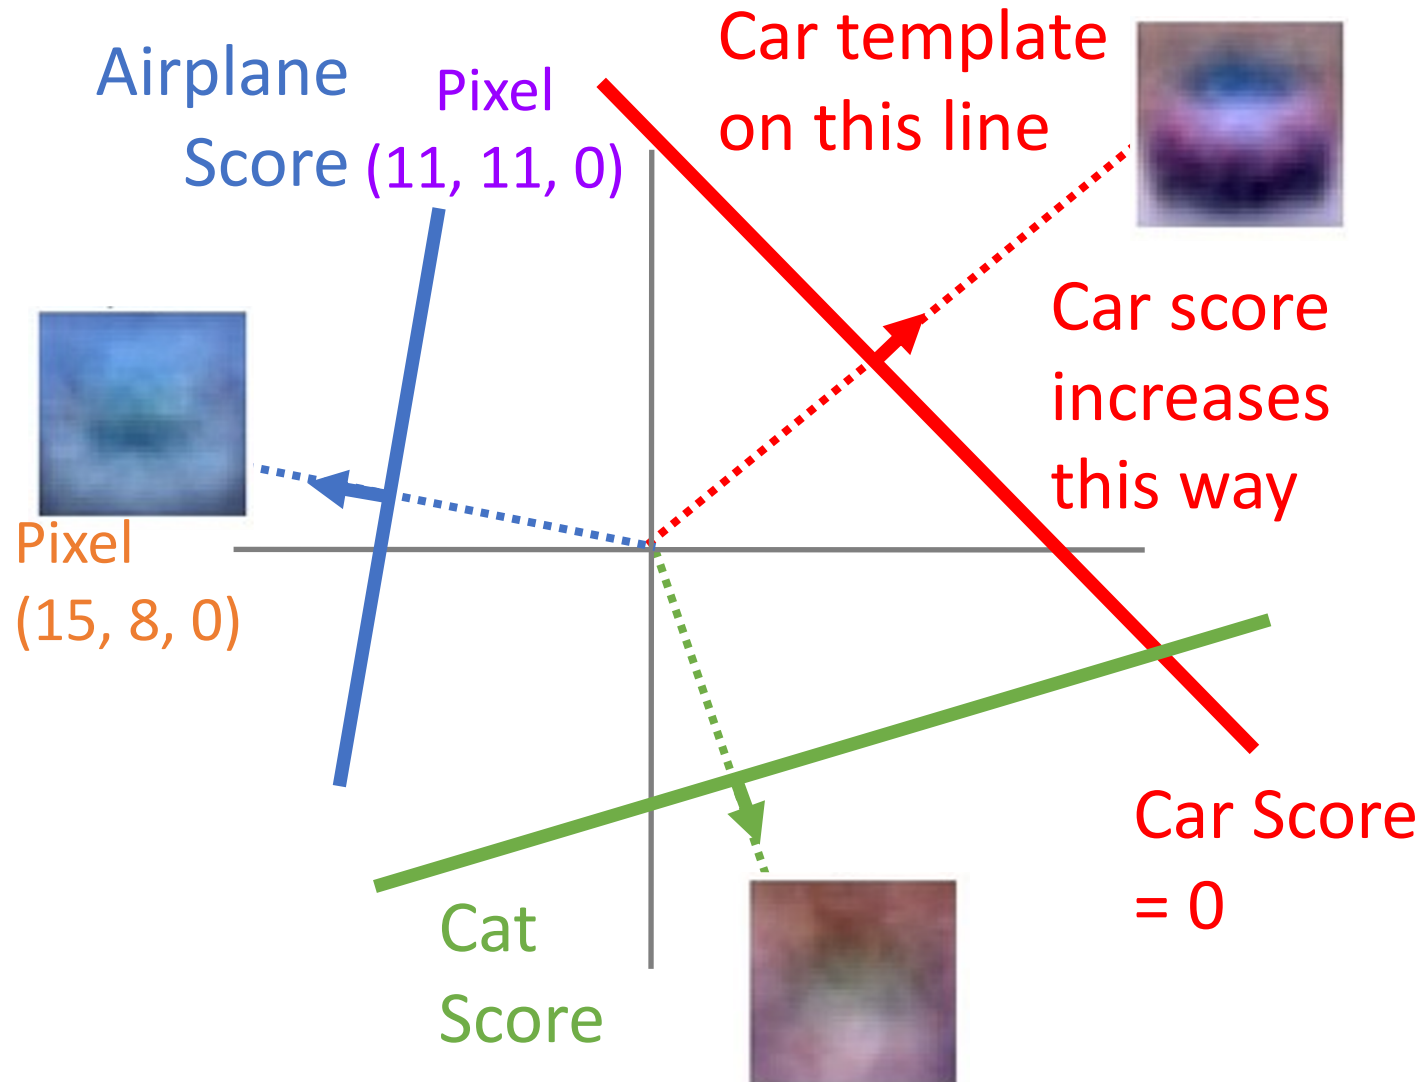 Airplane
Score
Pixel
(11, 11, 0)
Car template
on this line
Car score
increases
this way
Pixel
(15, 8, 0)
Car Score
= 0
Cat
Score